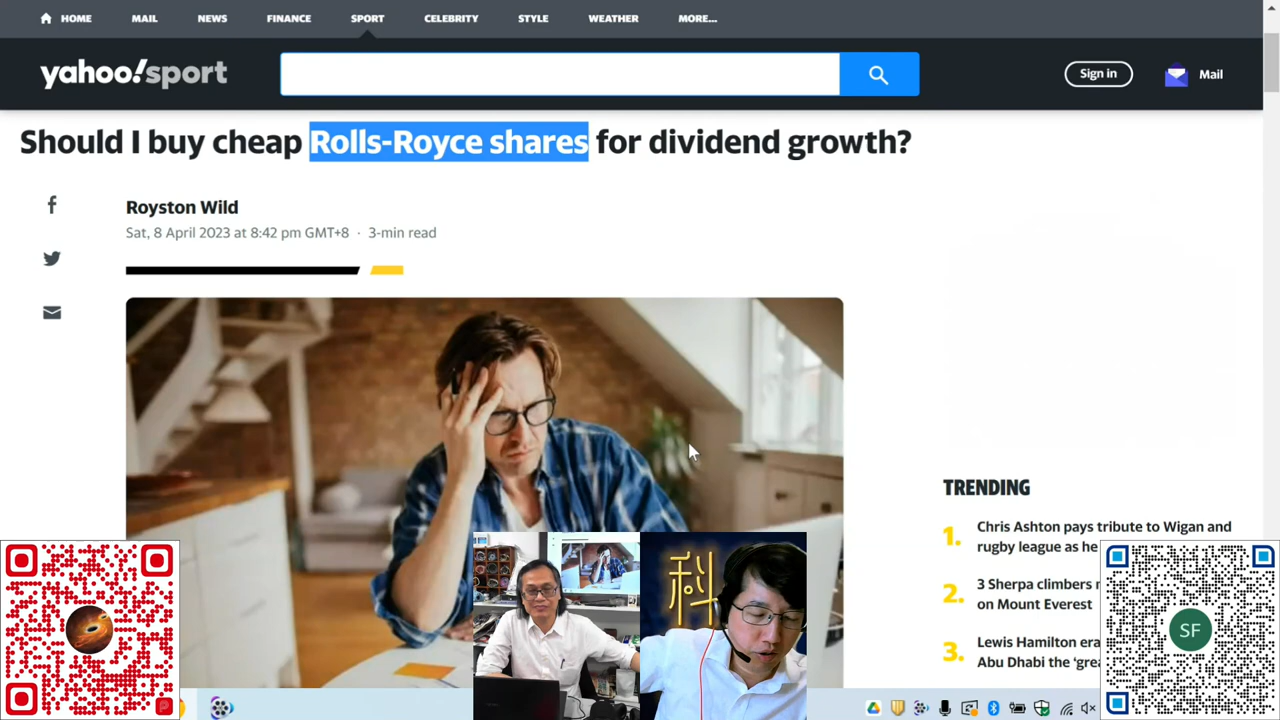 HOME
MAIL
NEWS
FINANCE
SPORT
CELEBRITY
STYLE
WEATHER
MORE...
yahoo!sport
Sign in
Mail
Should I buy cheap Rolls-Royce shares for dividend growth?
Royston Wild
Sat, 8 April 2023 at 8:42 pm GMT+8 · 3-min read
TRENDING
1.
Chris Ashton pays tribute to Wigan and
rugby league as he
2.
3 Sherpa climbers
on Mount Everest
3.
Lewis Hamilton era
Abu Dhabi the
科
SF